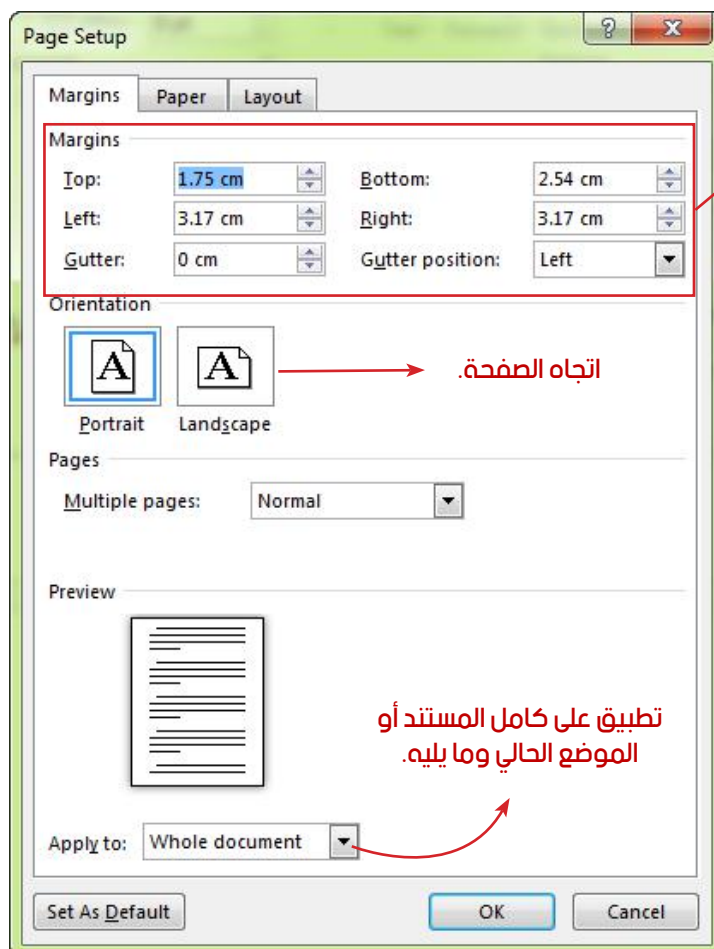 Page Setup
Margins Paper Layout
Margins
Top: 1.75 cm Bottom: 2.54 cm
Left: 3.17 cm Right: 3.17 cm
Gutter: 0 cm Gutter position: Left
Orientation
A A
اتجاه الصفحة.
Portrait Landscape
Pages
Multiple pages: Normal
Preview
تطبيق على كامل المستند أو
الموضع الحالي وما يليه.
Apply to: Whole document
Set As Default OK Cancel